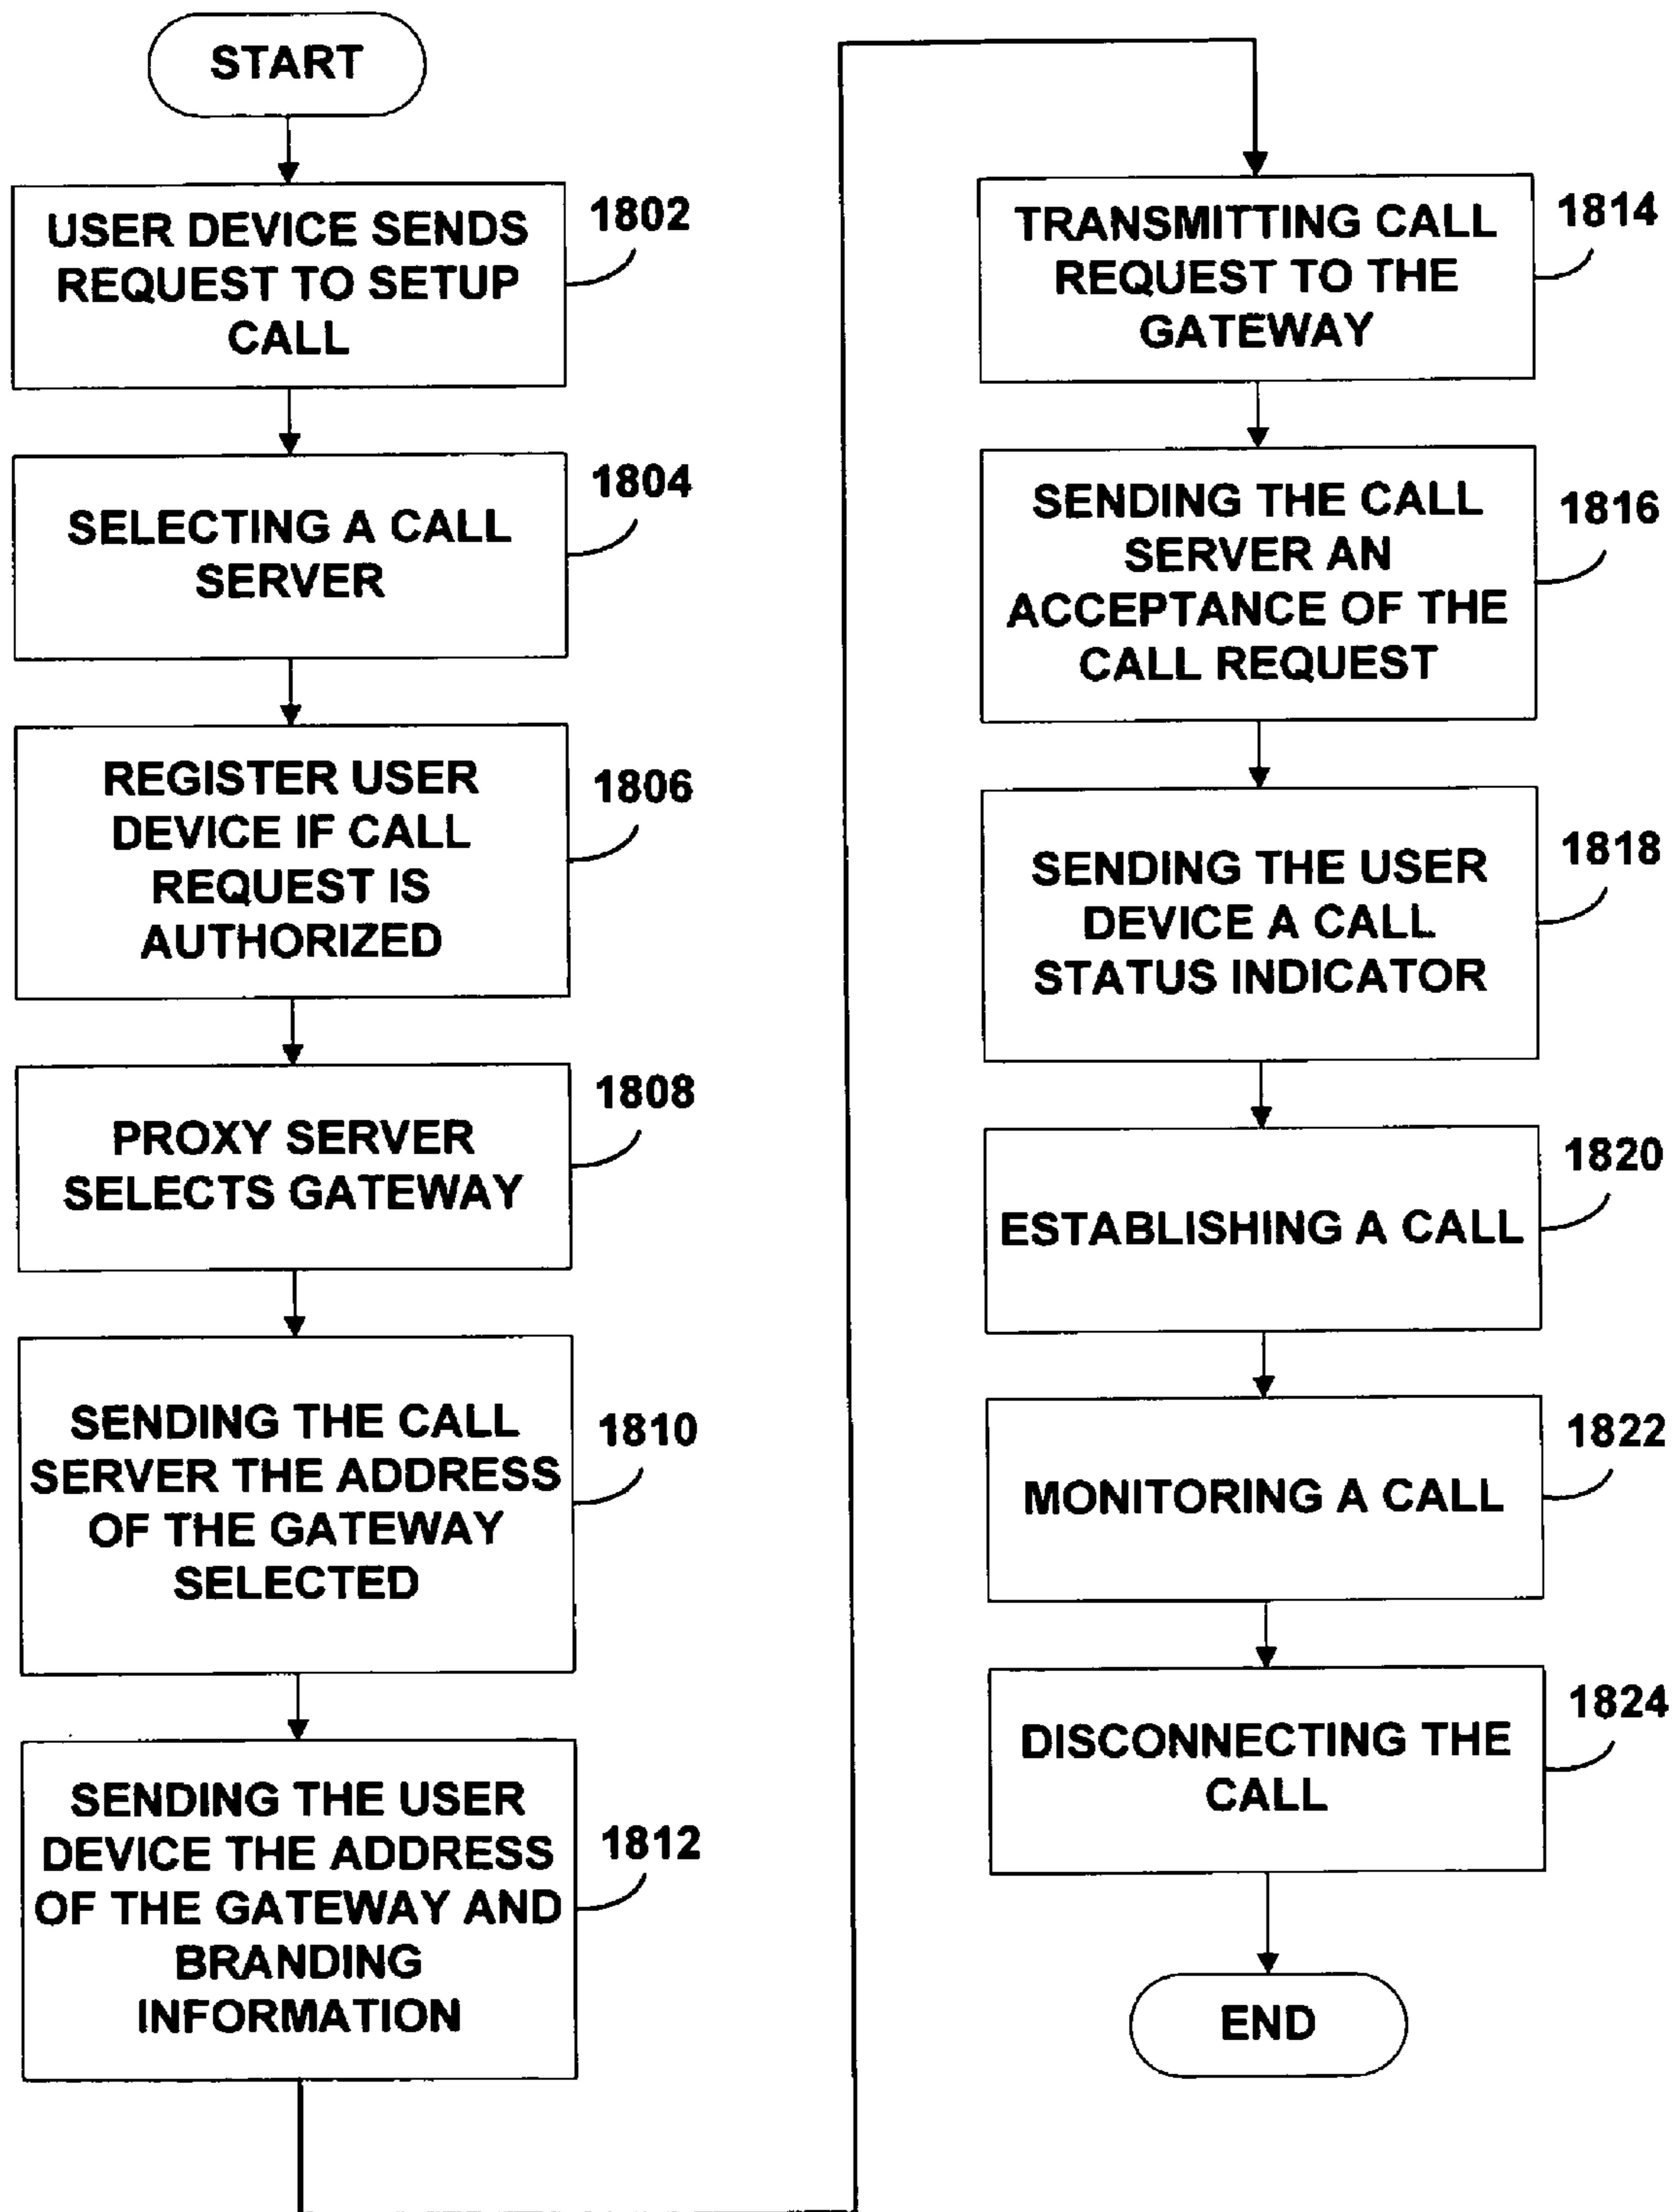 START
USER DEVICE SENDS
REQUEST TO SETUP
CALL
1802
SELECTING A CALL
SERVER
1804
REGISTER USER
DEVICE IF CALL
REQUEST IS
AUTHORIZED
1806
PROXY SERVER
SELECTS GATEWAY
1808
SENDING THE CALL
SERVER THE ADDRESS
OF THE GATEWAY
SELECTED
1810
SENDING THE USER
DEVICE THE ADDRESS
OF THE GATEWAY AND
BRANDING
INFORMATION
1812
TRANSMITTING CALL
REQUEST TO THE
GATEWAY
1814
SENDING THE CALL
SERVER AN
ACCEPTANCE OF THE
CALL REQUEST
1816
SENDING THE USER
DEVICE A CALL
STATUS INDICATOR
1818
ESTABLISHING A CALL
1820
MONITORING A CALL
1822
DISCONNECTING THE
CALL
1824
END